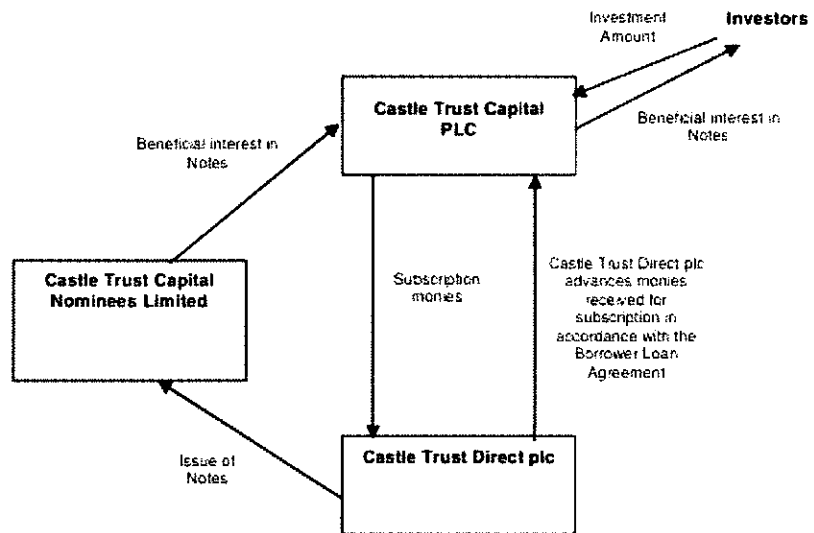 Investment
Amount
Investors
Castle Trust Capital
PLC
Beneficial interest in
Notes
Beneficial interest in
Notes
Castle Trust Capital
Nominees Limited
Subscription
monies
Castle Trust Direct plc
advances monies
received for
subscription in
accordance with the
Borrower Loan
Agreement
Issue of
Notes
Castle Trust Direct plc